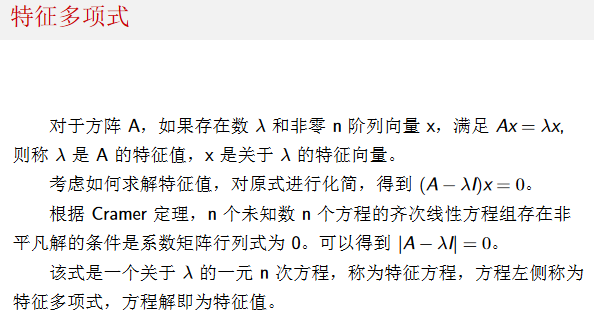 特征多项式
对于方阵 A，如果存在数 λ 和非零 n 阶列向量 x，满足 Ax = λx,
则称 λ 是 A 的特征值，x 是关于 λ 的特征向量。
考虑如何求解特征值，对原式进行化简，得到 (A − λI)x = 0。
根据 Cramer 定理，n 个未知数 n 个方程的齐次线性方程组存在非
平凡解的条件是系数矩阵行列式为 0。可以得到 |A − λI| = 0。
该式是一个关于 λ 的一元 n 次方程，称为特征方程，方程左侧称为
特征多项式，方程解即为特征值。